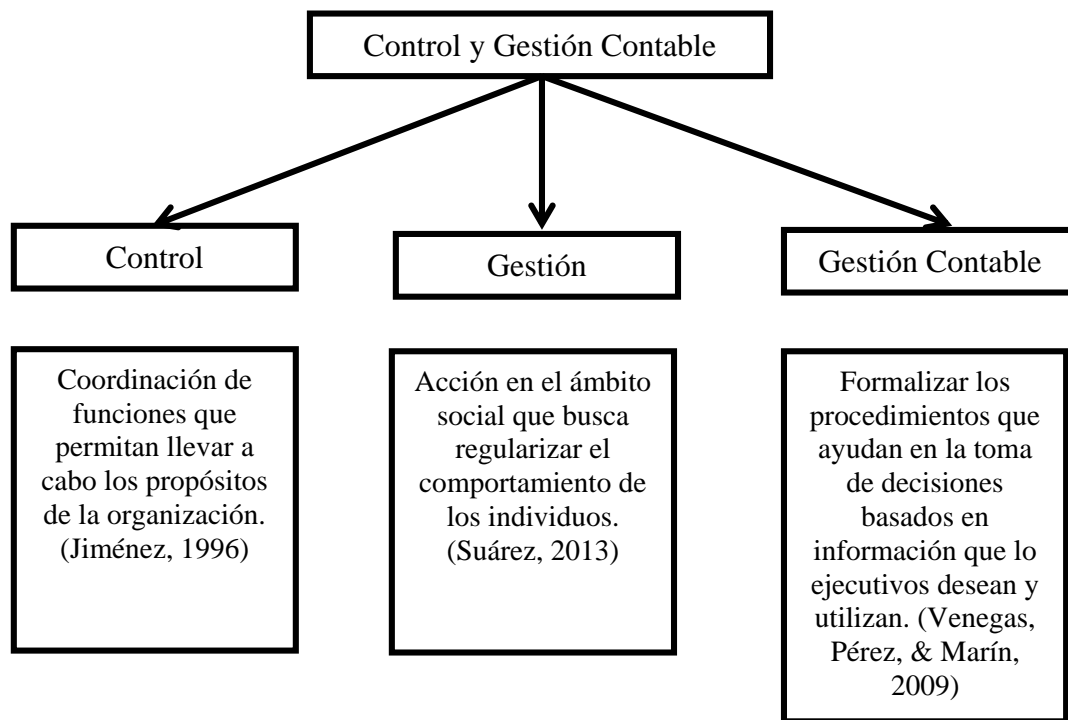 Control y Gestión Contable
Control
Gestión
Gestión Contable
Coordinación de
funciones que
permitan llevar a
cabo los propósitos
de la organización.
(Jiménez, 1996)
Acción en el ámbito
social que busca
regularizar el
comportamiento de
los individuos.
(Suárez, 2013)
Formalizar los
procedimientos que
ayudan en la toma
de decisiones
basados en
información que lo
ejecutivos desean y
utilizan. (Venegas,
Pérez, & Marín,
2009)